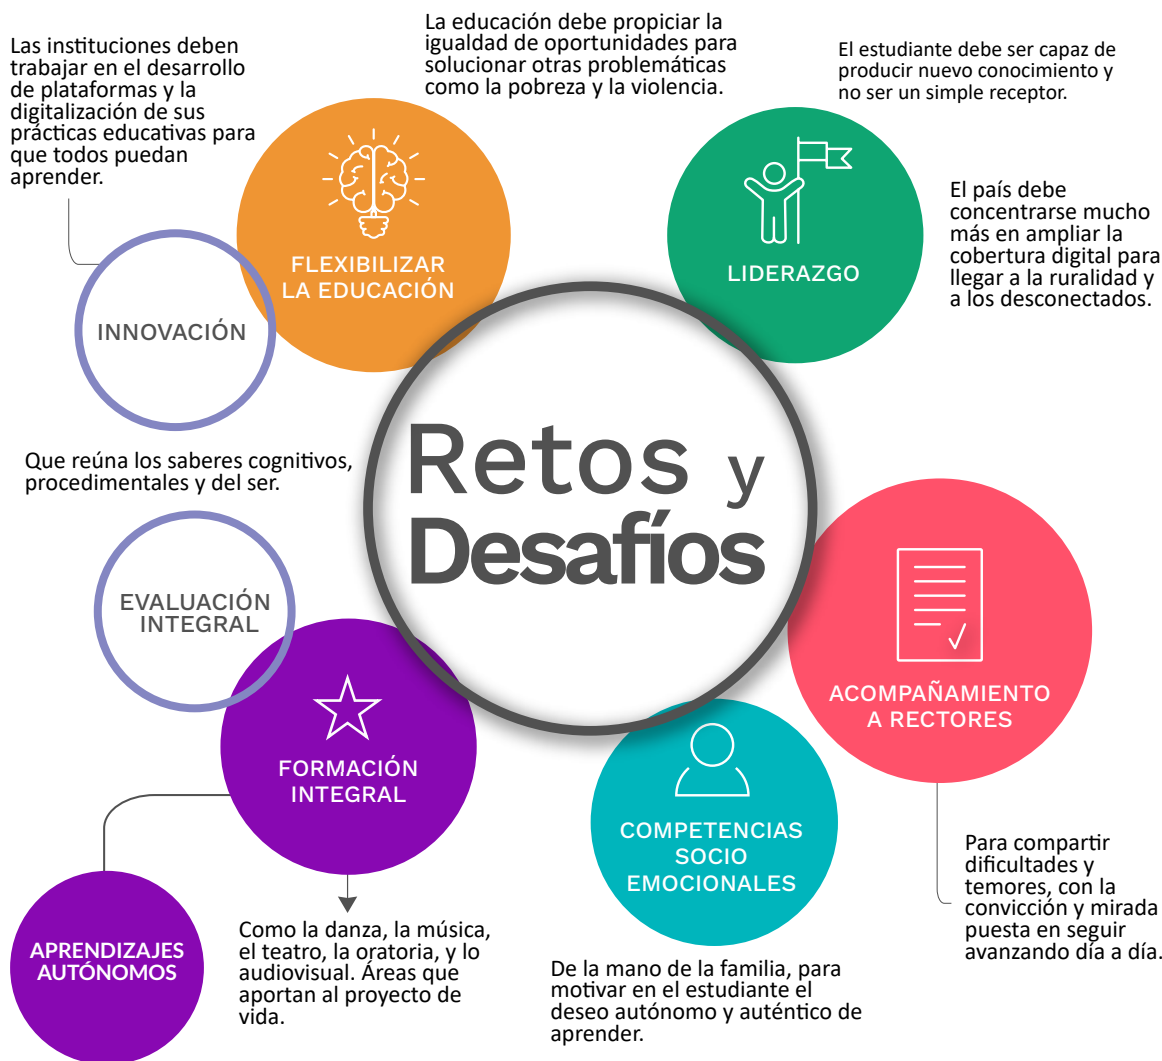 Las instituciones deben
trabajar en el desarrollo
de plataformas y la
digitalización de sus
prácticas educativas para
que todos puedan
aprender.
La educación debe propiciar la
igualdad de oportunidades para
solucionar otras problemáticas
como la pobreza y la violencia.
El estudiante debe ser capaz de
producir nuevo conocimiento y
no ser un simple receptor.
FLEXIBILIZAR
LA EDUCACIÓN
LIDERAZGO
El país debe
concentrarse mucho
más en ampliar la
cobertura digital para
llegar a la ruralidad y
a los desconectados.
INNOVACIÓN
Retos y
Desafíos
Que reúna los saberes cognitivos,
procedimentales y del ser.
EVALUACIÓN
INTEGRAL
ACOMPAÑAMIENTO
A RECTORES
FORMACIÓN
INTEGRAL
COMPETENCIAS
SOCIO
EMOCIONALES
Para compartir
dificultades y
temores, con la
convicción y mirada
puesta en seguir
avanzando día a día.
APRENDIZAJES
AUTÓNOMOS
Como la danza, la música,
el teatro, la oratoria, y lo
audiovisual. Áreas que
aportan al proyecto de
vida.
De la mano de la familia, para
motivar en el estudiante el
deseo autónomo y auténtico de
aprender.